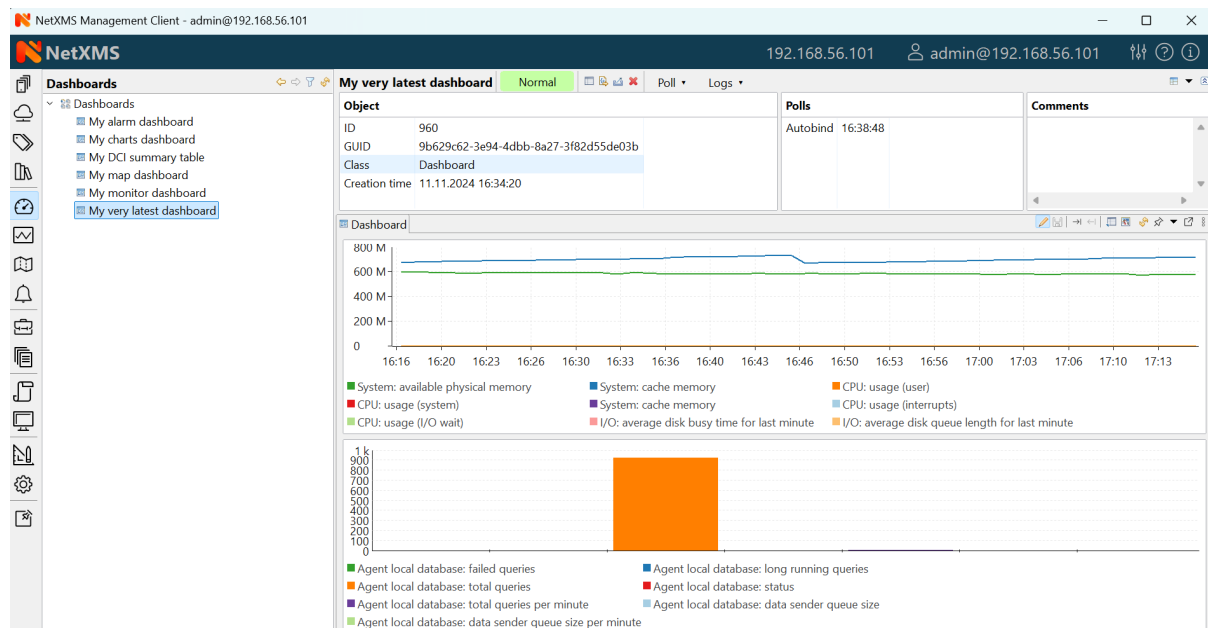 NetXMS Management Client - admin@192.168.56.101
NetXMS
192.168.56.101
admin@192.168.56.101
Dashboards
Dashboards
My alarm dashboard
My charts dashboard
My DCI summary table
My map dashboard
My monitor dashboard
My very latest dashboard
My very latest dashboard Normal Poll Logs
Object
ID 960
GUID 9b629c62-3e94-4dbb-8a27-3f82d55de03b
Class Dashboard
Creation time 11.11.2024 16:34:20
Polls
Autobind 16:38:48
Comments
Dashboard
800 M
600 M
400 M
200 M
0
16:16 16:20 16:23 16:26 16:30 16:33 16:36 16:40 16:43 16:46 16:50 16:53 16:56 17:00 17:03 17:06 17:10 17:13
System: available physical memory System: cache memory CPU: usage (user)
CPU: usage (system) System: cache memory CPU: usage (interrupts)
CPU: usage (I/O wait) I/O: average disk busy time for last minute I/O: average disk queue length for last minute
1 k
900
800
700
600
500
400
300
200
100
0
Agent local database: failed queries Agent local database: long running queries
Agent local database: total queries Agent local database: status
Agent local database: total queries per minute Agent local database: data sender queue size
Agent local database: data sender queue size per minute